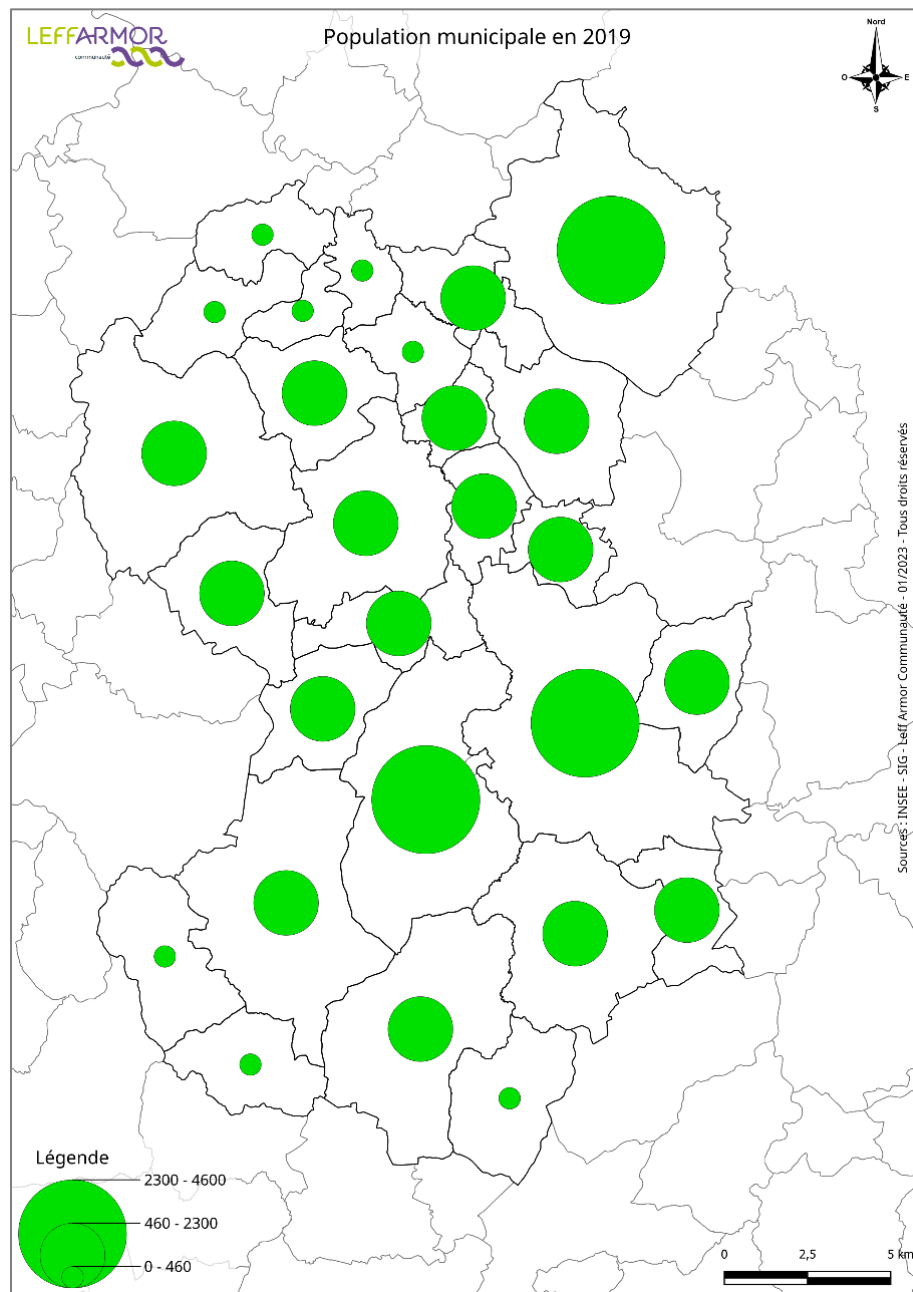 LEFFARMOR
communauté
Population municipale en 2019
Nord
O
E
S
Sources : INSEE - SIG - Leff Armor Communauté - 01/2023 - Tous droits réservés
Légende
2300 - 4600
460 - 2300
0 - 460
0 2,5 5 km